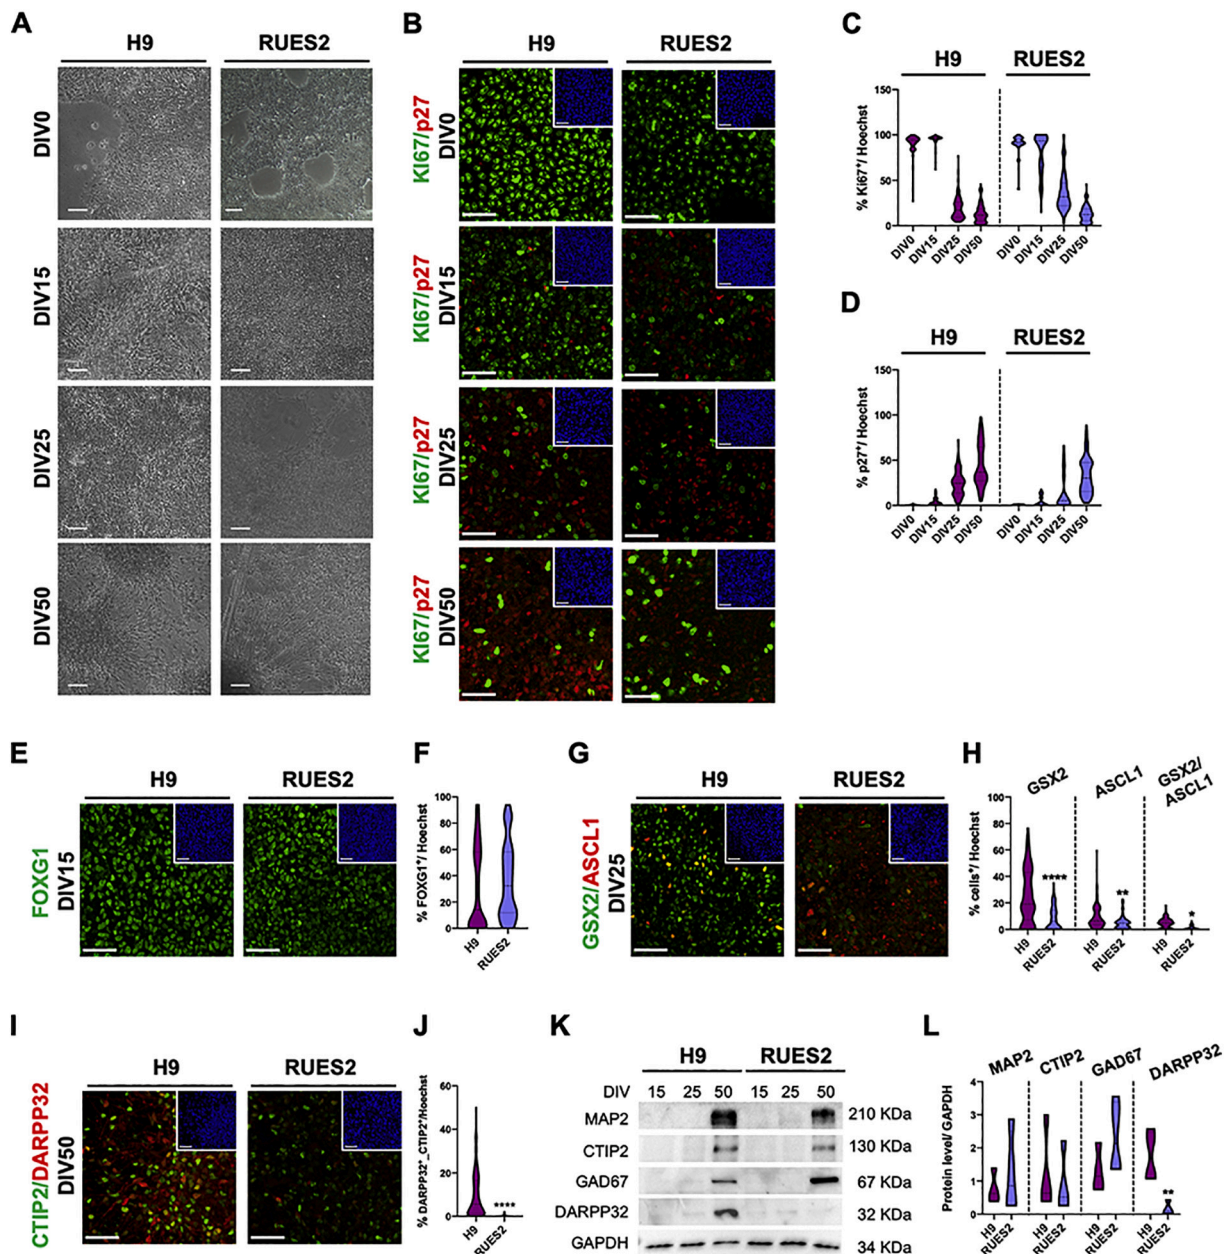 A
H9
RUES2
DIV0
DIV15
DIV25
DIV50
B
H9
RUES2
KI67/p27
DIV0
KI67/p27
DIV15
KI67/p27
DIV25
KI67/p27
DIV50
C
H9
RUES2
% Ki67⁺/ Hoechst
150
100
50
0
DIV0
DIV15
DIV25
DIV50
DIV0
DIV15
DIV25
DIV50
D
H9
RUES2
% p27⁺/ Hoechst
150
100
50
0
DIV0
DIV15
DIV25
DIV50
DIV0
DIV15
DIV25
DIV50
E
H9
RUES2
FOXG1
DIV15
F
% FOXG1⁺/ Hoechst
100
80
60
40
20
0
H9
RUES2
G
H9
RUES2
GSX2/ASCL1
DIV25
H
GSX2
ASCL1
GSX2/
ASCL1
% cells⁺/ Hoechst
100
80
60
40
20
0
****
**
*
H9
RUES2
H9
RUES2
H9
RUES2
I
H9
RUES2
CTIP2/DARPP32
DIV50
J
% DARPP32⁺_CTIP2⁺/Hoechst
60
40
20
0
****
H9
RUES2
K
H9
RUES2
DIV 15 25 50 15 25 50
MAP2 210 KDa
CTIP2 130 KDa
GAD67 67 KDa
DARPP32 32 KDa
GAPDH 34 KDa
L
MAP2
CTIP2
GAD67
DARPP32
Protein level/ GAPDH
4
3
2
1
0
**
H9
RUES2
H9
RUES2
H9
RUES2
H9
RUES2